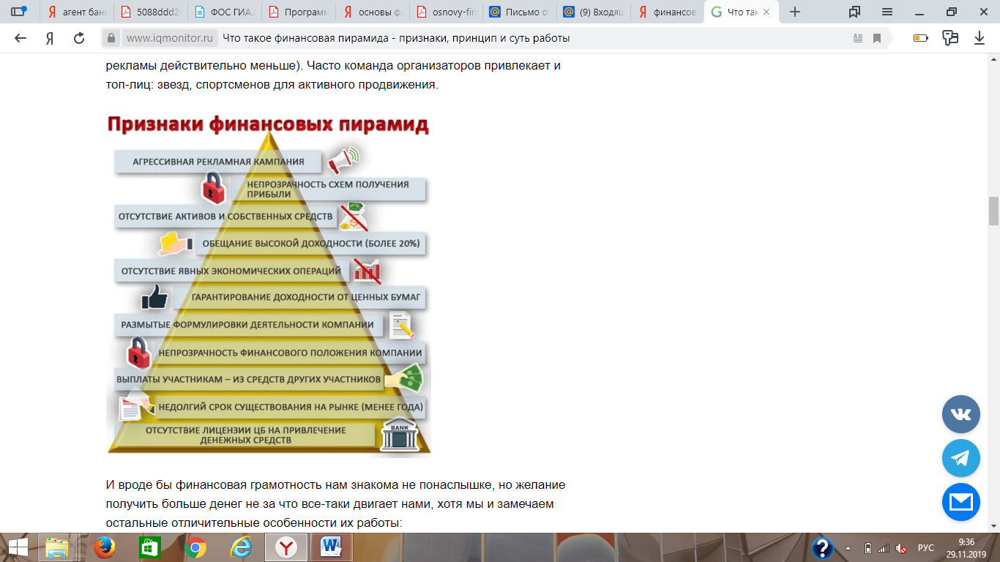 агент бан
5088ddd2
ФОС ГИА.
Програми
основы ф
osnovy-fin
Письмо о
(9) Входящ
финансов
Что так
www.iqmonitor.ru Что такое финансовая пирамида - признаки, принцип и суть работы
рекламы действительно меньше). Часто команда организаторов привлекает и
топ-лиц: звезд, спортсменов для активного продвижения.
Признаки финансовых пирамид
АГРЕССИВНАЯ РЕКЛАМНАЯ КАМПАНИЯ
НЕПРОЗРАЧНОСТЬ СХЕМ ПОЛУЧЕНИЯ
ПРИБЫЛИ
ОТСУТСТВИЕ АКТИВОВ И СОБСТВЕННЫХ СРЕДСТВ
ОБЕЩАНИЕ ВЫСОКОЙ ДОХОДНОСТИ (БОЛЕЕ 20%)
ОТСУТСТВИЕ ЯВНЫХ ЭКОНОМИЧЕСКИХ ОПЕРАЦИЙ
ГАРАНТИРОВАНИЕ ДОХОДНОСТИ ОТ ЦЕННЫХ БУМАГ
РАЗМЫТЫЕ ФОРМУЛИРОВКИ ДЕЯТЕЛЬНОСТИ КОМПАНИИ
НЕПРОЗРАЧНОСТЬ ФИНАНСОВОГО ПОЛОЖЕНИЯ КОМПАНИИ
ВЫПЛАТЫ УЧАСТНИКАМ – ИЗ СРЕДСТВ ДРУГИХ УЧАСТНИКОВ
НЕДОЛГИЙ СРОК СУЩЕСТВОВАНИЯ НА РЫНКЕ (МЕНЕЕ ГОДА)
ОТСУТСТВИЕ ЛИЦЕНЗИИ ЦБ НА ПРИВЛЕЧЕНИЕ
ДЕНЕЖНЫХ СРЕДСТВ
BANK
И вроде бы финансовая грамотность нам знакома не понаслышке, но желание
получить больше денег не за что все-таки двигает нами, хотя мы и замечаем
остальные отличительные особенности их работы:
РУС
9:36
29.11.2019